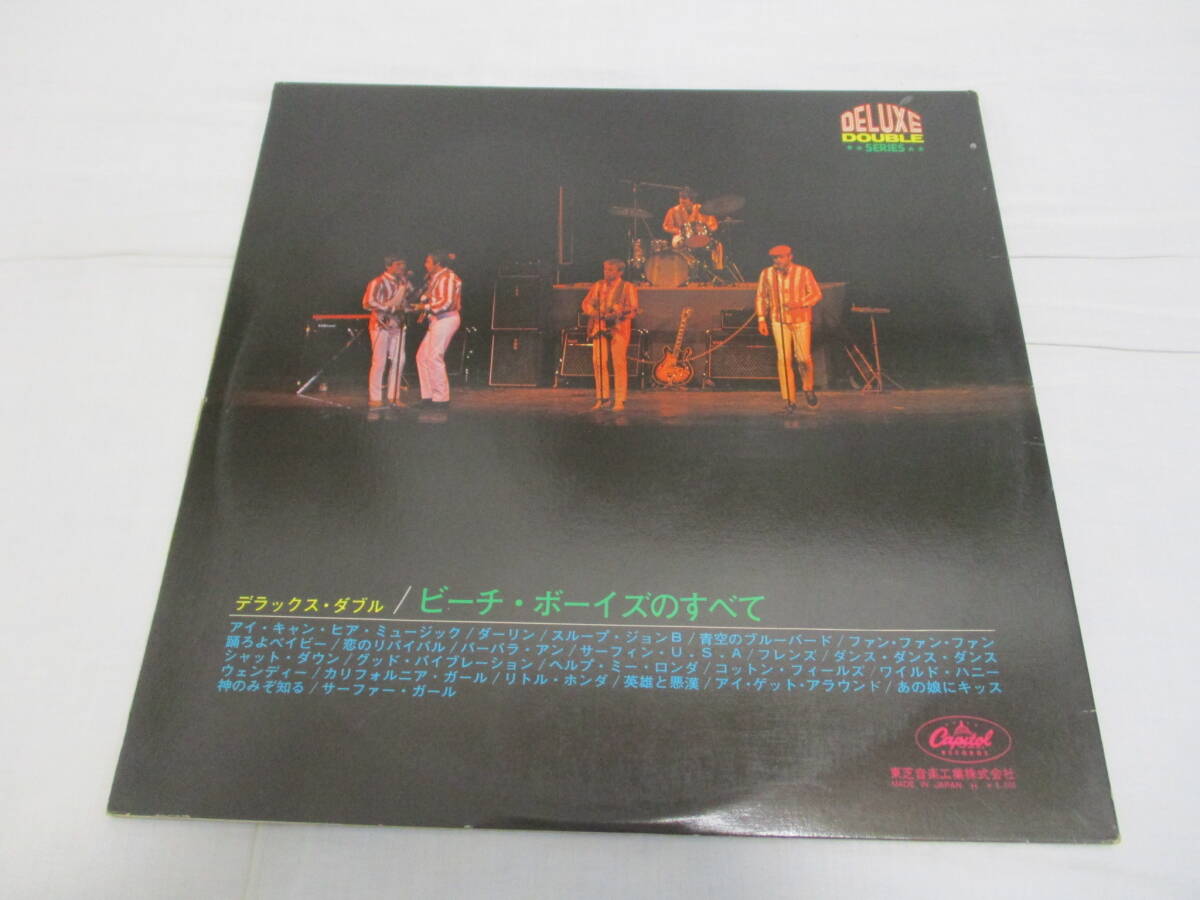 DELUXE
DOUBLE
SERIES
デラックス・ダブル / ビーチ・ボーイズのすべて
アイ・キャン・ヒア・ミュージック/ダーリン/スループ・ジョンB/青空のブルーバード/ファン・ファン・ファン
踊ろよベイビー/恋のリバイバル/バーバラ・アン/サーフィン・U.S.A/フレンズ/ダンス・ダンス・ダンス
シャット・ダウン/グッド・バイブレーション/ヘルプ・ミー・ロンダ/コットン・フィールズ/ワイルド・ハニー
ウェンディー/カリフォルニア・ガール/リトル・ホンダ/英雄と悪漢/アイ・ゲット・アラウンド/あの娘にキッス
神のみぞ知る/サーファー・ガール
Capitol
RECORDS
東芝音楽工業株式会社
MADE IN JAPAN H